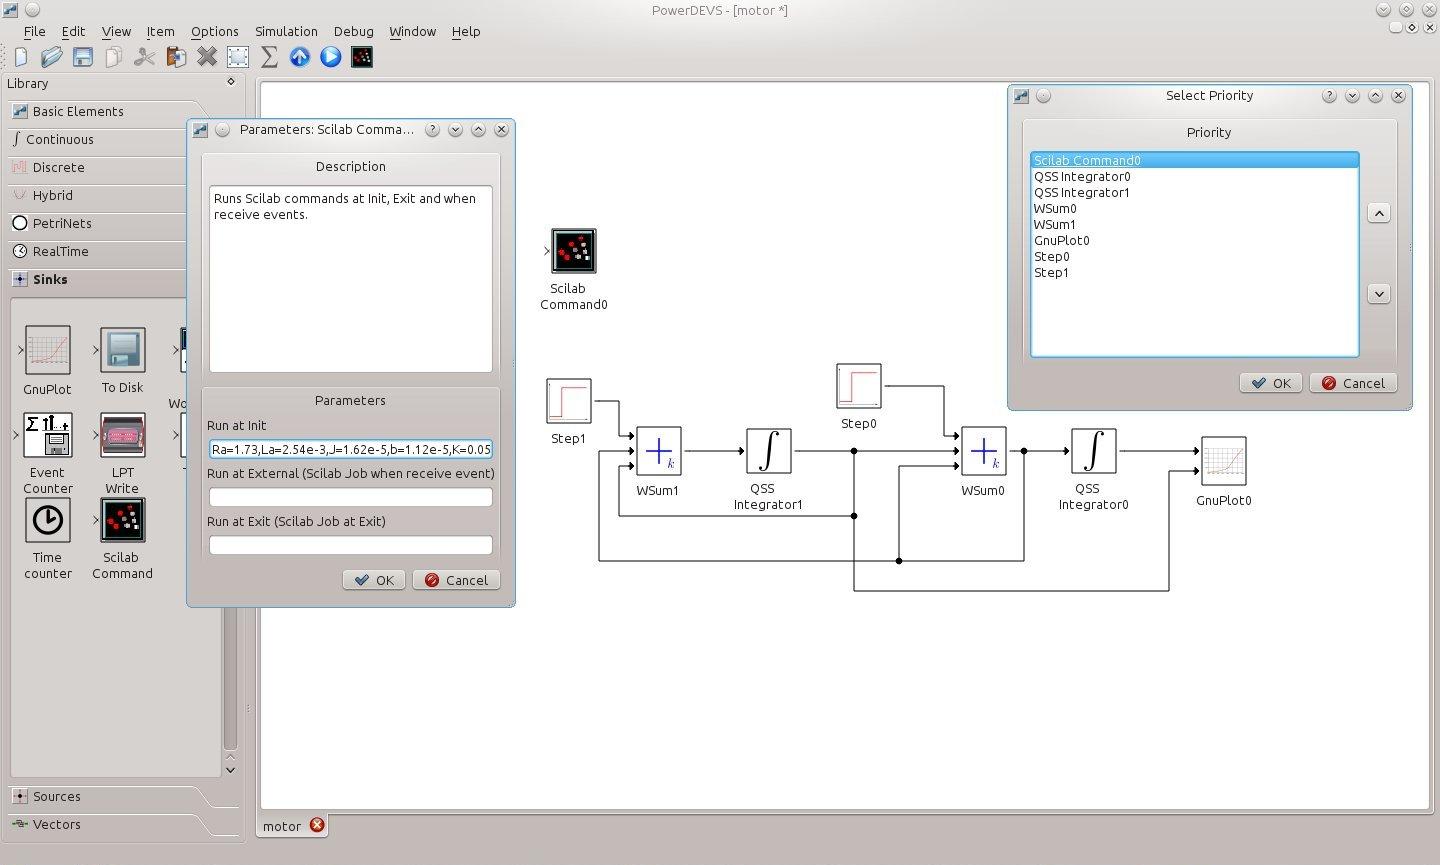 PowerDEVS - [motor *]
File Edit View Item Options Simulation Debug Window Help
Library
Basic Elements
Continuous
Discrete
Hybrid
PetriNets
RealTime
Sinks
GnuPlot
To Disk
Event
Counter
LPT
Write
Time
counter
Scilab
Command
Sources
Vectors
Parameters: Scilab Comma...
Description
Runs Scilab commands at Init, Exit and when
receive events.
Parameters
Run at Init
Ra=1.73,La=2.54e-3,J=1.62e-5,b=1.12e-5,K=0.05
Run at External (Scilab Job when receive event)
Run at Exit (Scilab Job at Exit)
OK Cancel
Scilab
Command0
Step1
WSum1
k
QSS
Integrator1
Step0
WSum0
k
QSS
Integrator0
GnuPlot0
Select Priority
Priority
Scilab Command0
QSS Integrator0
QSS Integrator1
WSum0
WSum1
GnuPlot0
Step0
Step1
OK Cancel
motor